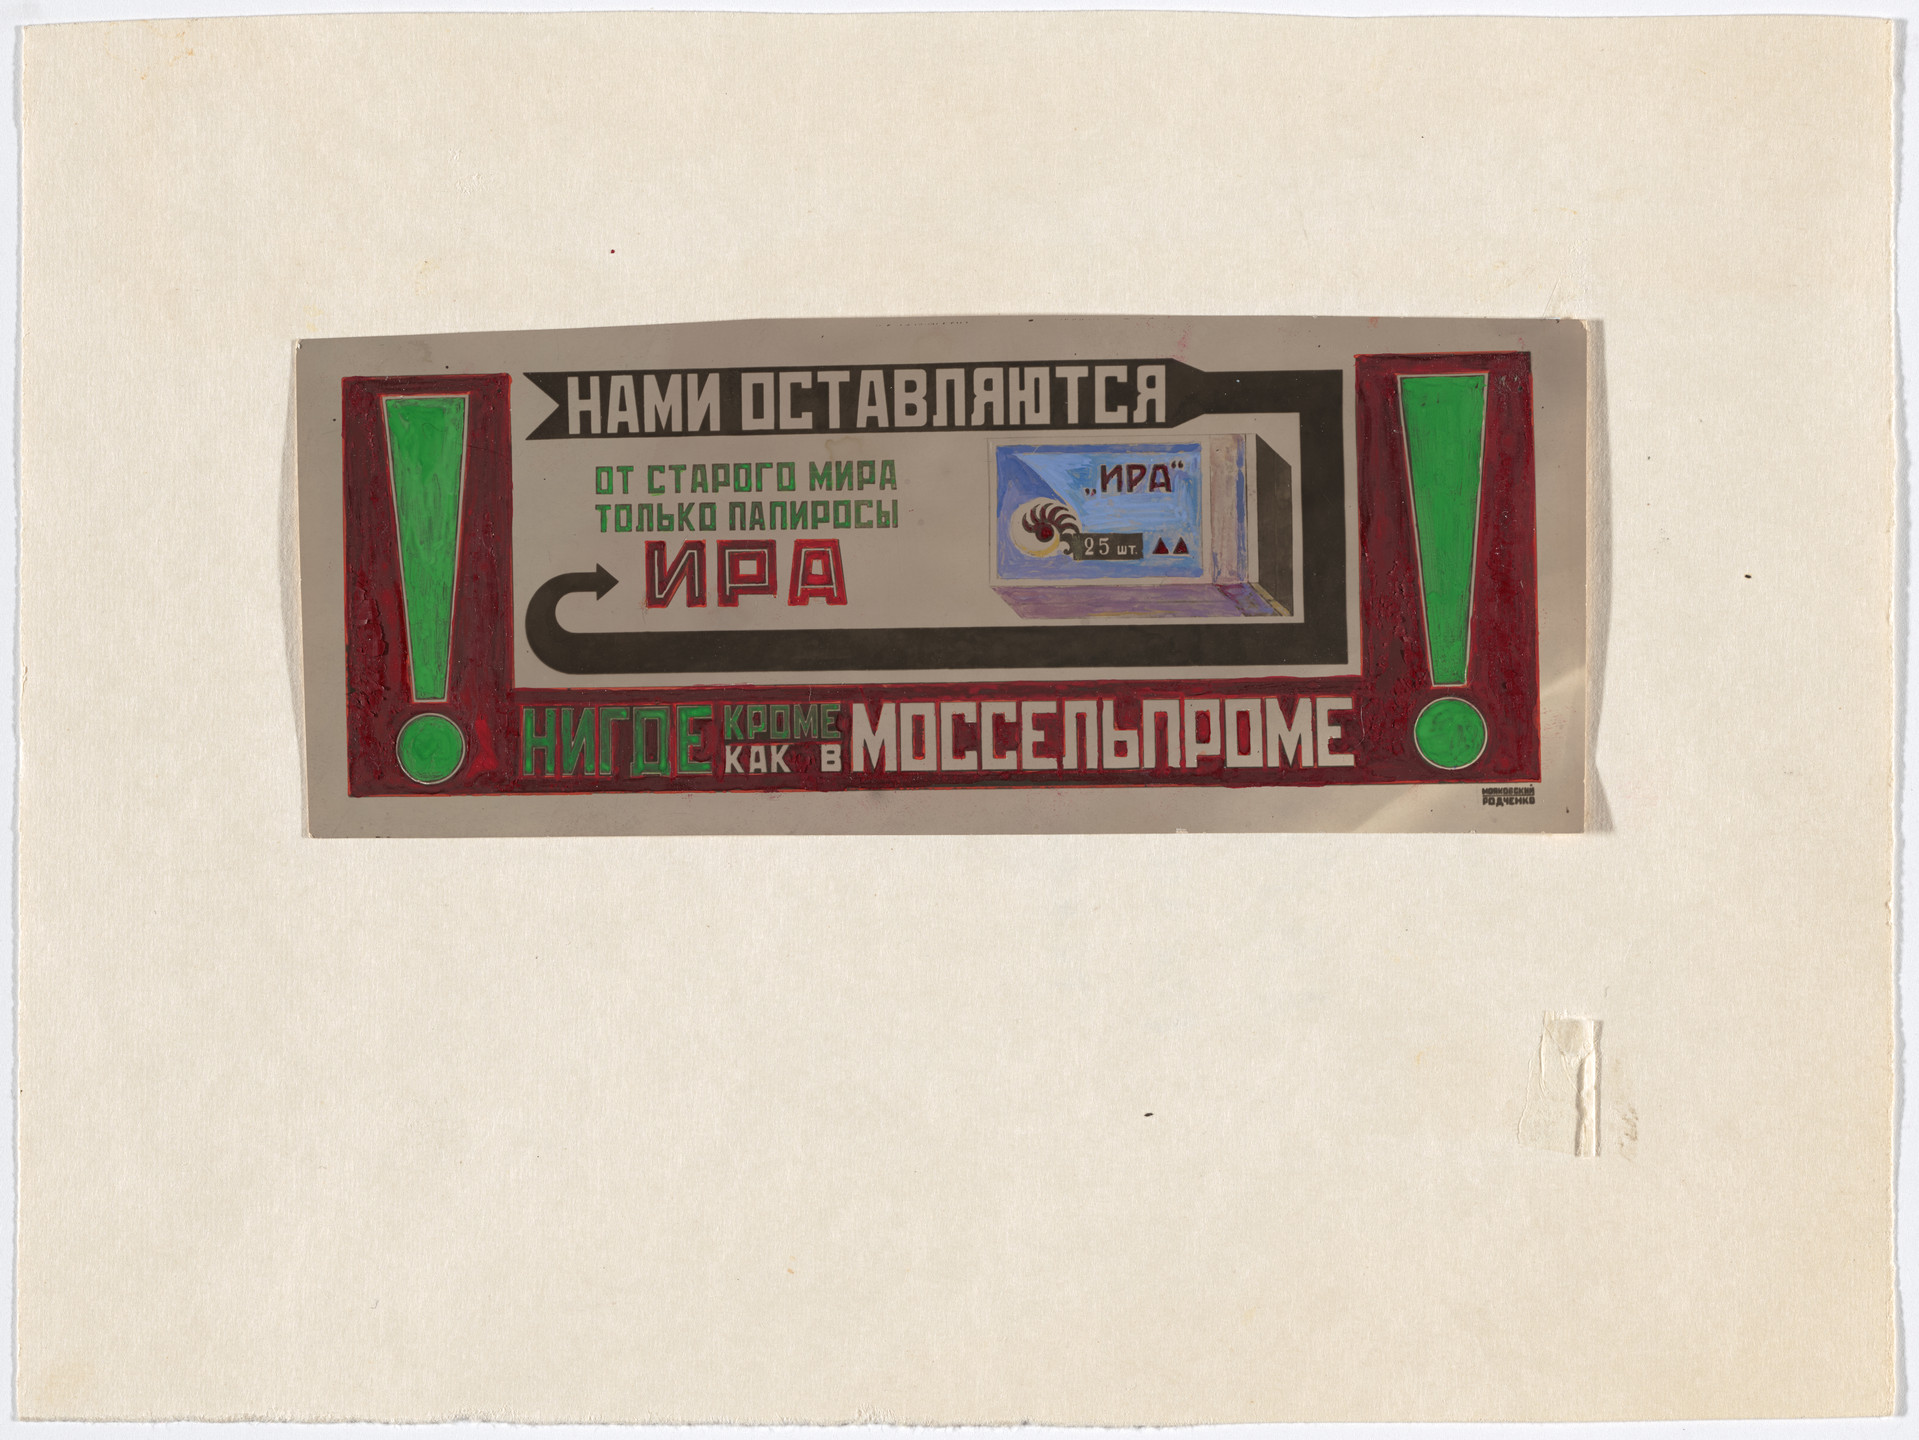 НАМИ ОСТАВЛЯЮТСЯ
ОТ СТАРОГО МИРА
ТОЛЬКО ПАПИРОСЫ
ИРА
„ИРА“
25 шт.
НИГДЕ КРОМЕ
КАК В МОССЕЛЬПРОМЕ
МАЯКОВСКИЙ
РОДЧЕНКО